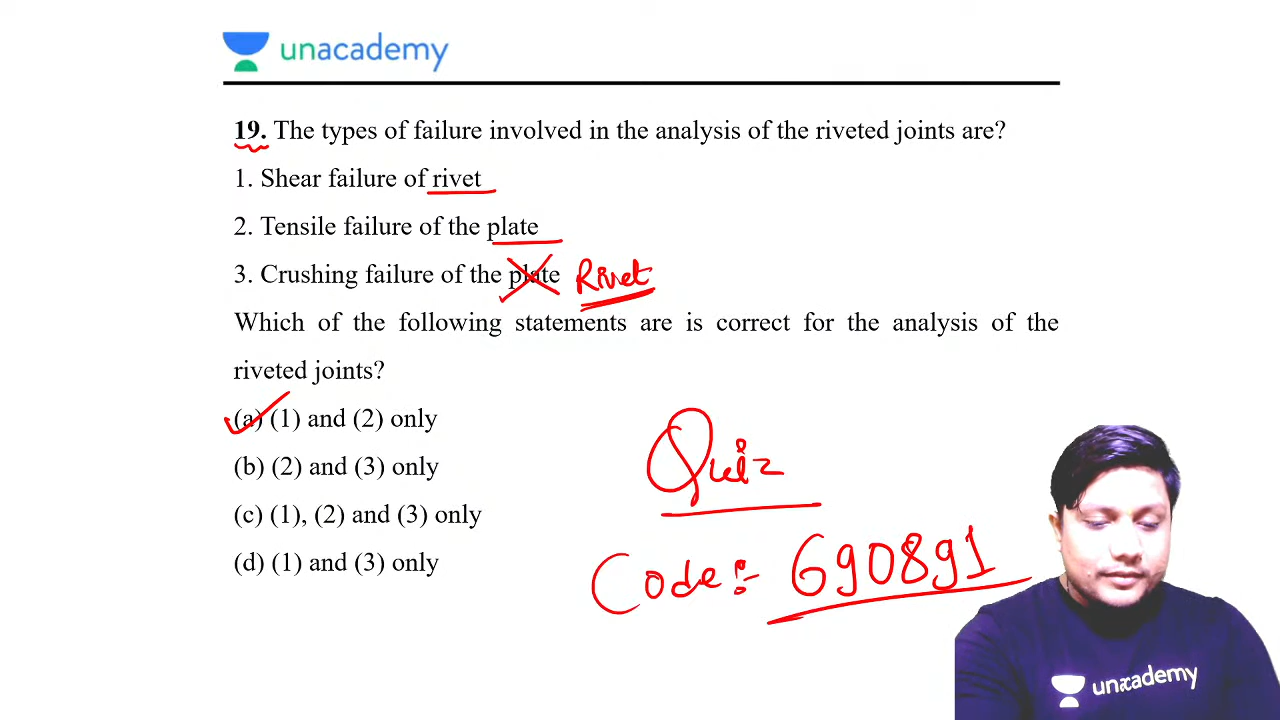 unacademy
19. The types of failure involved in the analysis of the riveted joints are?
1. Shear failure of rivet
2. Tensile failure of the plate
3. Crushing failure of the plate Rivet
Which of the following statements are is correct for the analysis of the
riveted joints?
(a) (1) and (2) only
(b) (2) and (3) only
(c) (1), (2) and (3) only
(d) (1) and (3) only
Quiz
Code:- 690891
unacademy